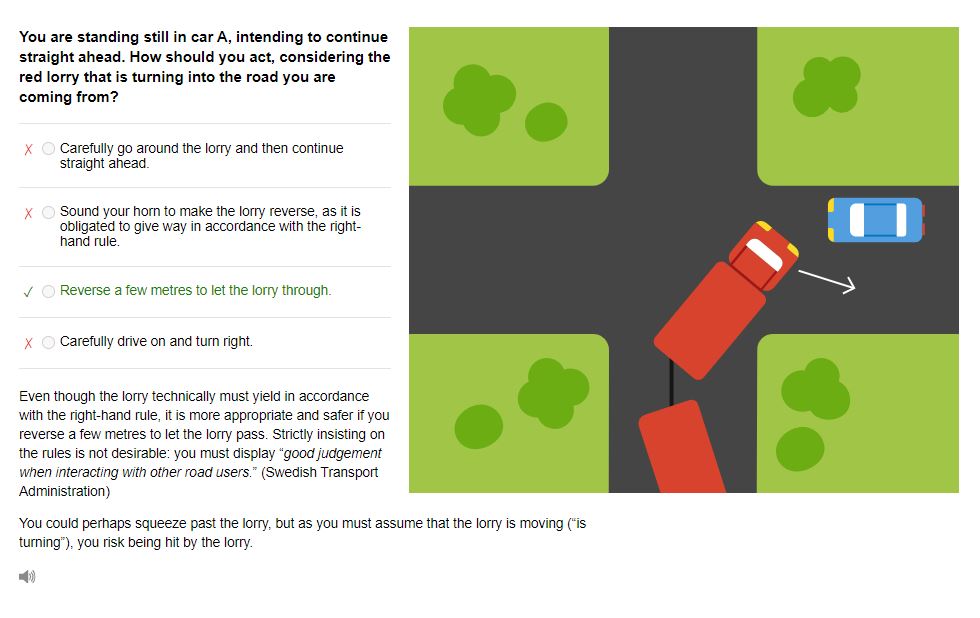 You are standing still in car A, intending to continue
straight ahead. How should you act, considering the
red lorry that is turning into the road you are
coming from?
Carefully go around the lorry and then continue
straight ahead.
Sound your horn to make the lorry reverse, as it is
obligated to give way in accordance with the right-
hand rule.
Reverse a few metres to let the lorry through.
Carefully drive on and turn right.
Even though the lorry technically must yield in accordance
with the right-hand rule, it is more appropriate and safer if you
reverse a few metres to let the lorry pass. Strictly insisting on
the rules is not desirable: you must display “good judgement
when interacting with other road users.” (Swedish Transport
Administration)
You could perhaps squeeze past the lorry, but as you must assume that the lorry is moving (“is
turning”), you risk being hit by the lorry.